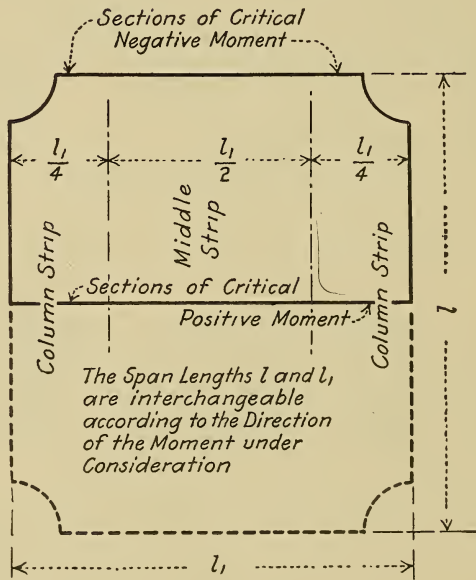 Sections of Critical
Negative Moment
l₁/4
l₁/2
l₁/4
Column Strip
Middle
Strip
Column Strip
Sections of Critical
Positive Moment
l
The Span Lengths l and l₁
are interchangeable
according to the Direction
of the Moment under
Consideration
l₁